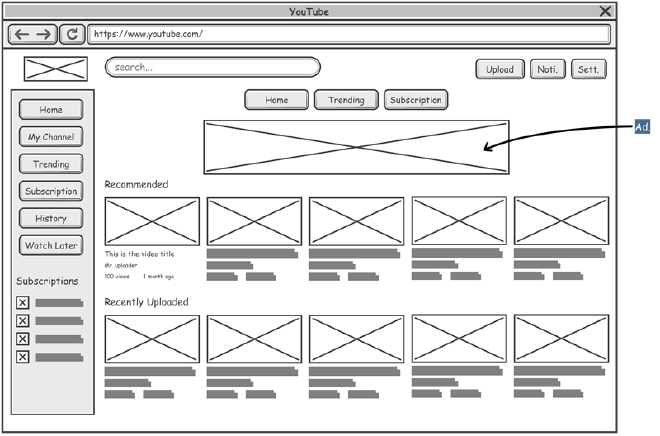 YouTube
https://www.youtube.com/
search...
Upload
Noti.
Sett.
Home
Trending
Subscription
Ad
Home
My Channel
Trending
Subscription
History
Watch Later
Subscriptions
Recommended
This is the video title
Mr. uploader
100 views 1 month ago
Recently Uploaded